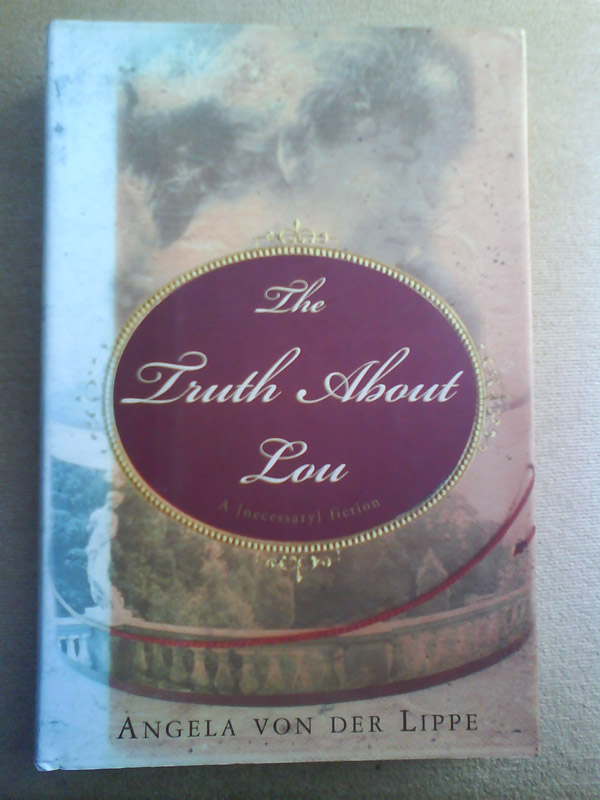 The
Truth About
Lou
A [necessary] fiction
ANGELA VON DER LIPPE